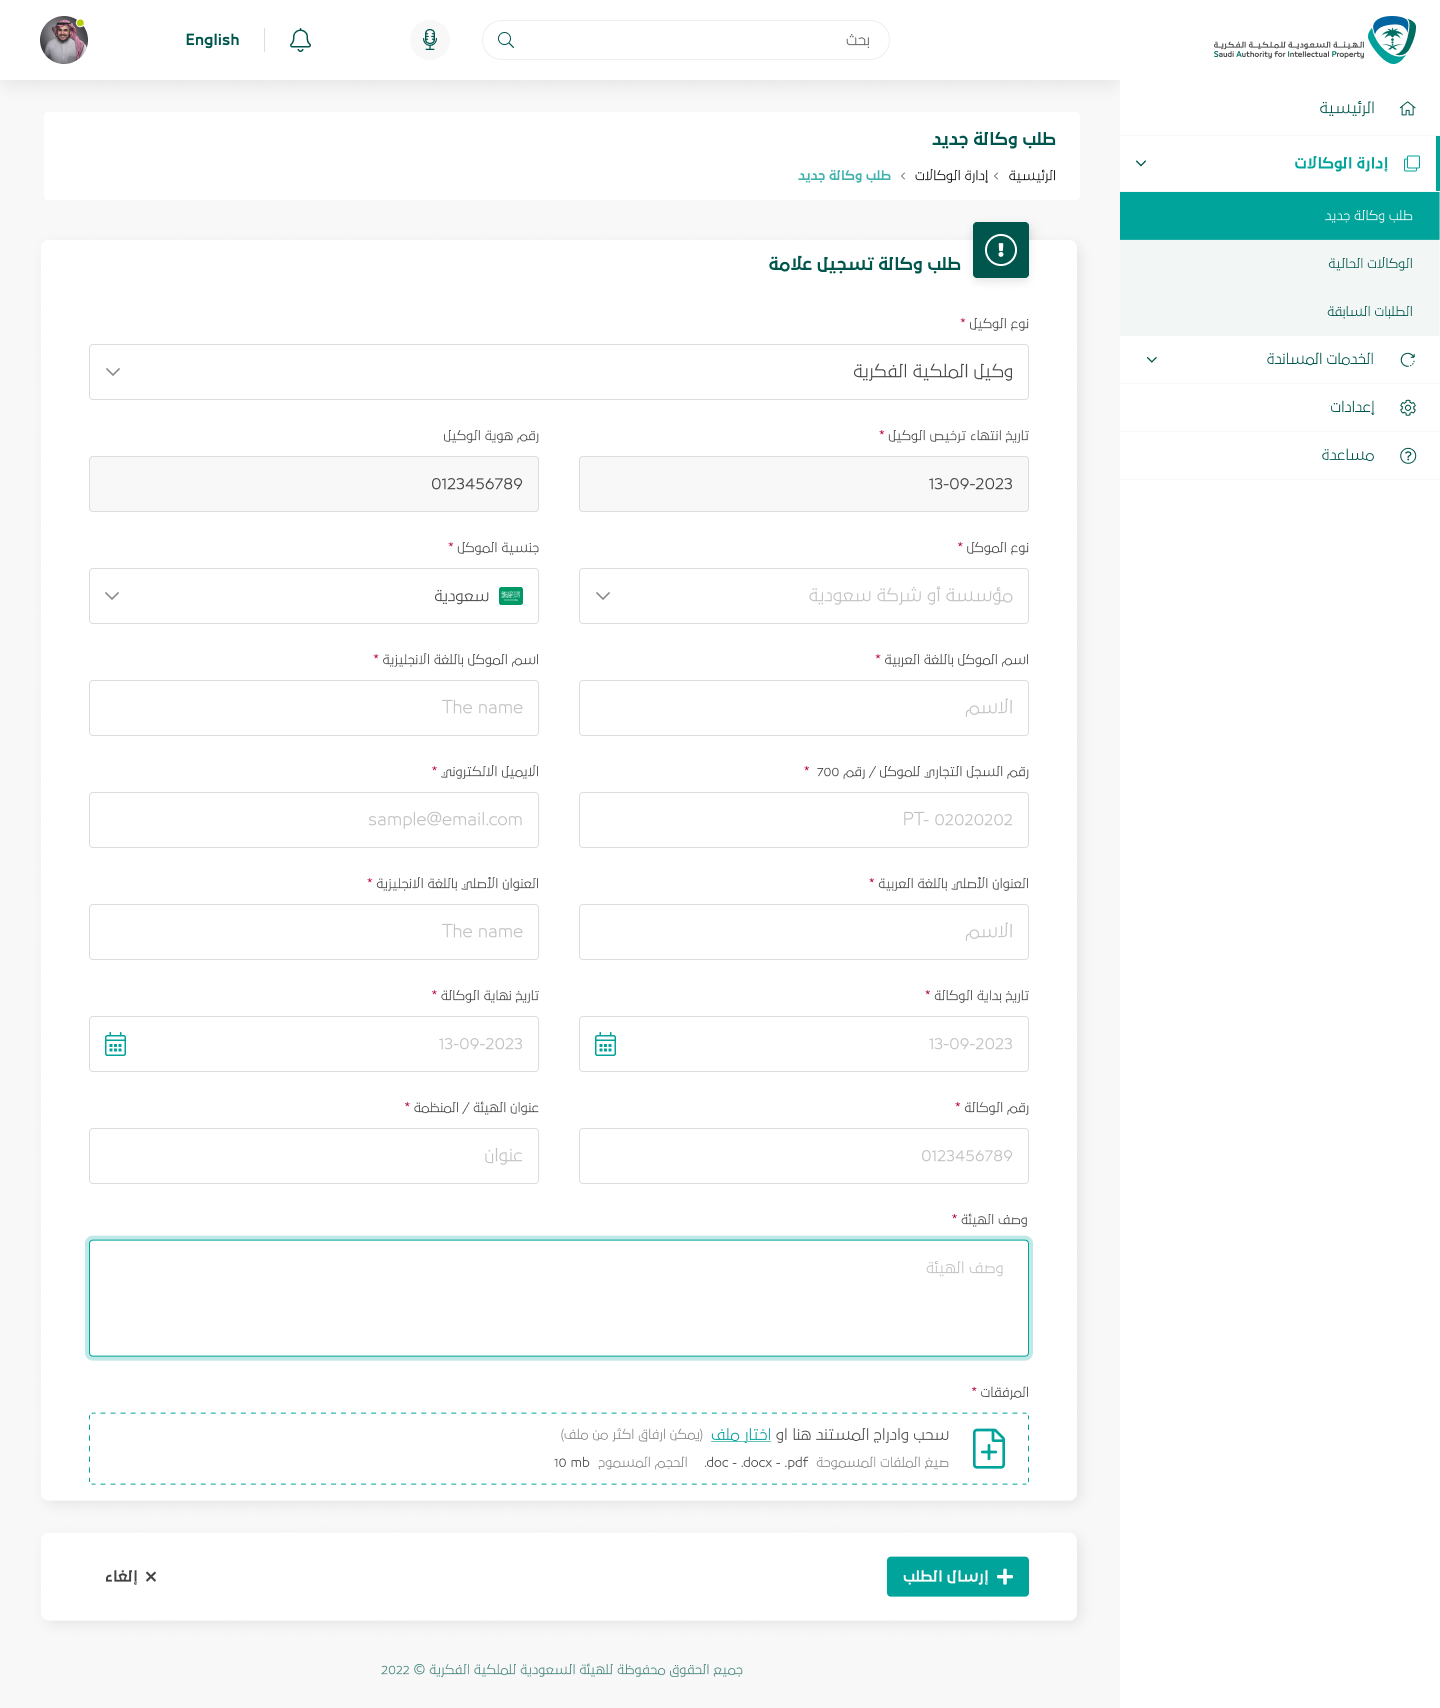 الهيئة السعودية للملكية الفكرية
Saudi Authority for Intellectual Property
بحث
English
الرئيسية
إدارة الوكالات
طلب وكالة جديد
الوكالات الحالية
الطلبات السابقة
الخدمات المساندة
إعدادات
مساعدة
طلب وكالة جديد
الرئيسية > إدارة الوكالات > طلب وكالة جديد
طلب وكالة تسجيل علامة
نوع الوكيل *
وكيل الملكية الفكرية
تاريخ انتهاء ترخيص الوكيل *
13-09-2023
رقم هوية الوكيل
0123456789
نوع الموكل *
مؤسسة أو شركة سعودية
جنسية الموكل *
سعودية
اسم الموكل باللغة العربية *
الاسم
اسم الموكل باللغة الانجليزية *
The name
رقم السجل التجاري للموكل / رقم 700 *
PT- 02020202
الايميل الالكتروني *
sample@email.com
العنوان الأصلي باللغة العربية *
الاسم
العنوان الأصلي باللغة الانجليزية *
The name
تاريخ بداية الوكالة *
13-09-2023
تاريخ نهاية الوكالة *
13-09-2023
رقم الوكالة *
0123456789
عنوان الهيئة / المنظمة *
عنوان
وصف الهيئة *
وصف الهيئة
المرفقات *
سحب وادراج المستند هنا او اختار ملف (يمكن ارفاق اكثر من ملف)
صيغ الملفات المسموحة .doc - .docx - .pdf الحجم المسموح 10 mb
إرسال الطلب
إلغاء
جميع الحقوق محفوظة للهيئة السعودية للملكية الفكرية © 2022